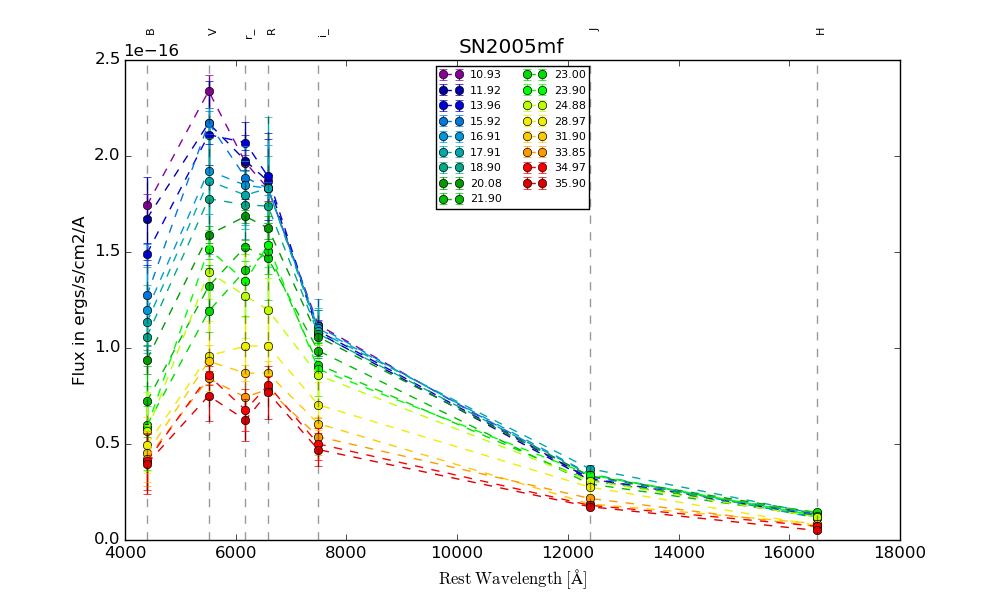 B V r_ R i_ J H
1e−16
SN2005mf
2.5
2.0
1.5
1.0
0.5
0.0
Flux in ergs/s/cm2/A
10.93 23.00
11.92 23.90
13.96 24.88
15.92 28.97
16.91 31.90
17.91 33.85
18.90 34.97
20.08 35.90
21.90
4000 6000 8000 10000 12000 14000 16000 18000
Rest Wavelength [Å]